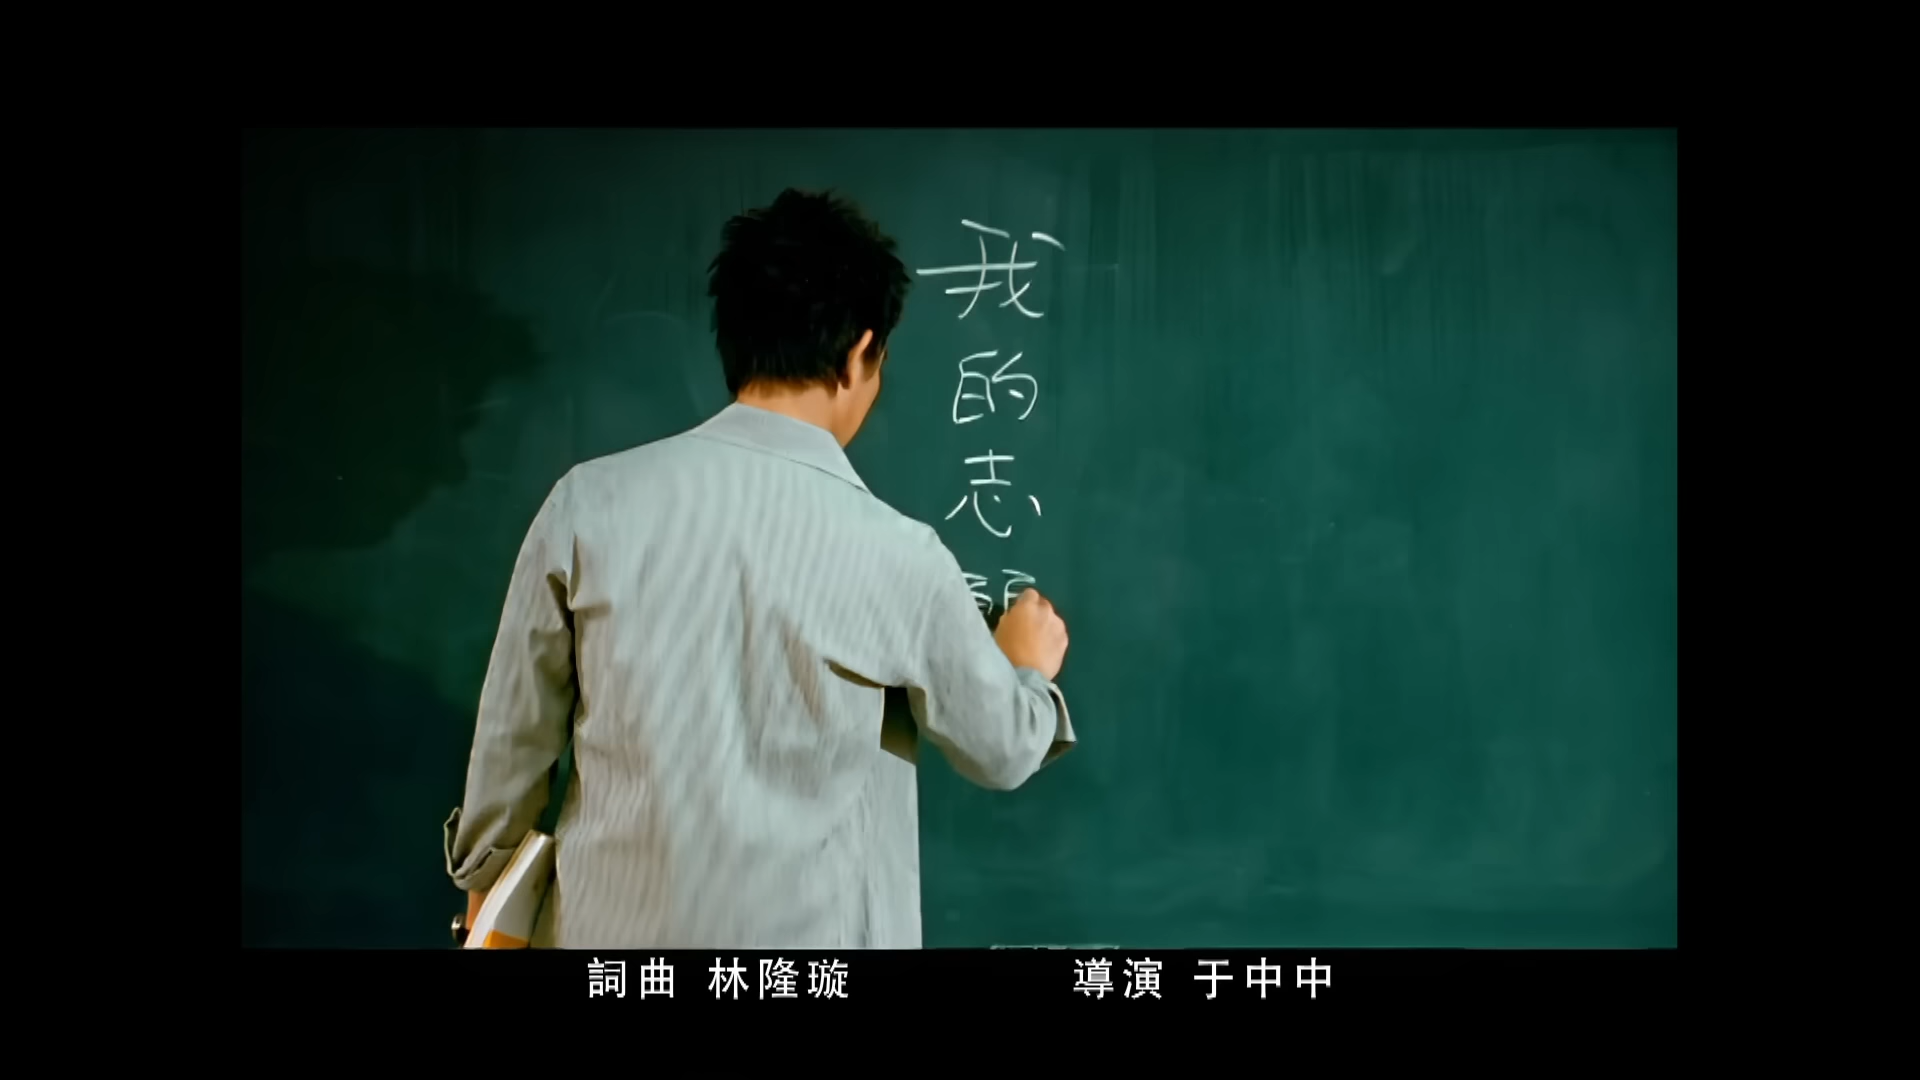 我的志
詞曲 林隆璇
導演 于中中